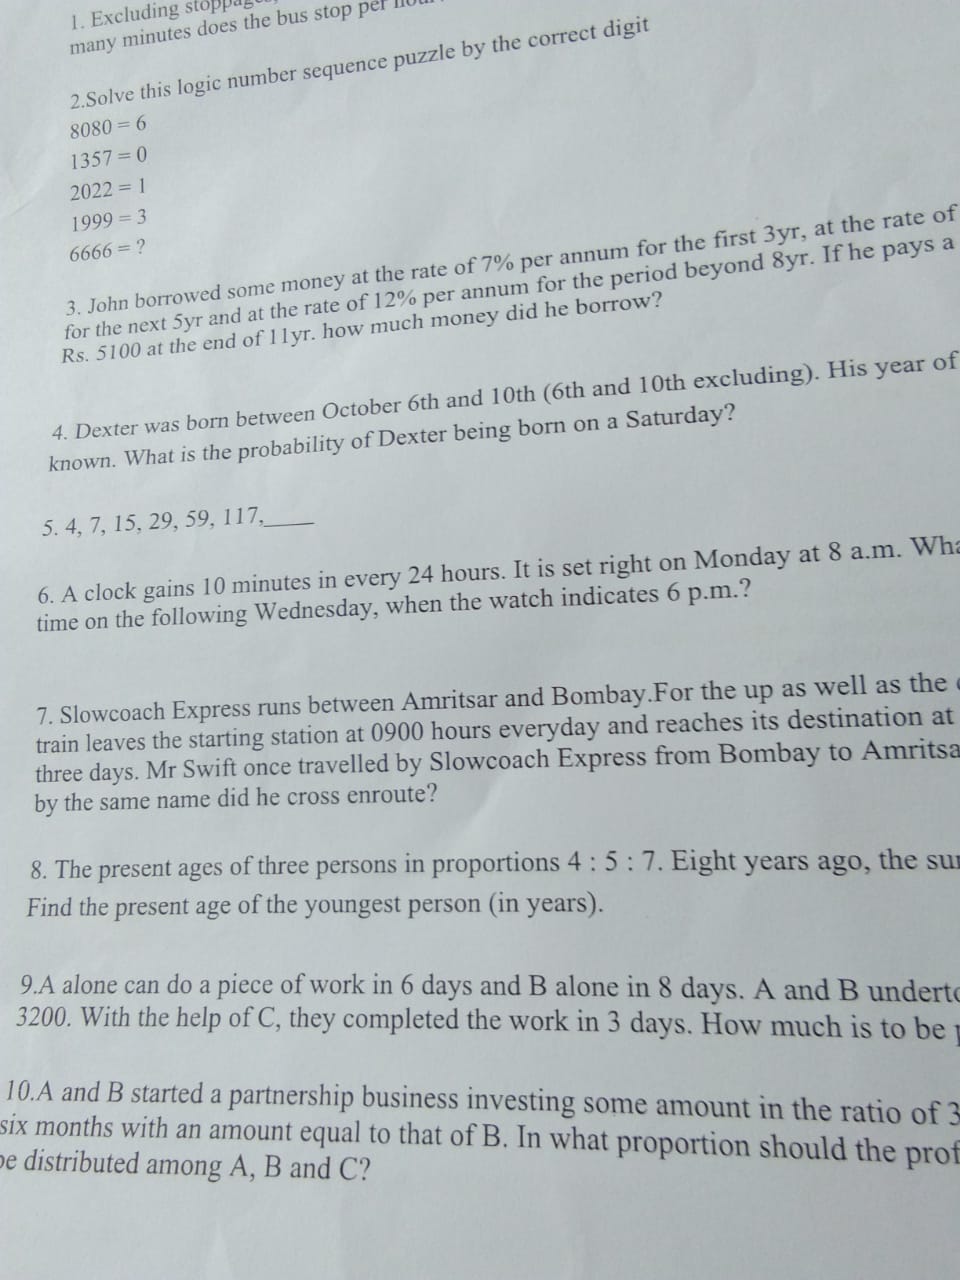 1. Excluding
many minutes does the bus stop per
2.Solve this logic number sequence puzzle by the correct digit
8080 = 6
1357 = 0
2022 = 1
1999 = 3
6666 = ?
3. John borrowed some money at the rate of 7% per annum for the first 3yr, at the rate of
for the next 5yr and at the rate of 12% per annum for the period beyond 8yr. If he pays a
Rs. 5100 at the end of 11yr. how much money did he borrow?
4. Dexter was born between October 6th and 10th (6th and 10th excluding). His year of
known. What is the probability of Dexter being born on a Saturday?
5. 4, 7, 15, 29, 59, 117,____
6. A clock gains 10 minutes in every 24 hours. It is set right on Monday at 8 a.m.
time on the following Wednesday, when the watch indicates 6 p.m.?
7. Slowcoach Express runs between Amritsar and Bombay.For the up as well as the
train leaves the starting station at 0900 hours everyday and reaches its destination at
three days. Mr Swift once travelled by Slowcoach Express from Bombay to
by the same name did he cross enroute?
8. The present ages of three persons in proportions 4 : 5 : 7. Eight years ago, the
Find the present age of the youngest person (in years).
9.A alone can do a piece of work in 6 days and B alone in 8 days. A and B
3200. With the help of C, they completed the work in 3 days. How much is to be
10.A and B started a partnership business investing some amount in the ratio of 3
six months with an amount equal to that of B. In what proportion should the
be distributed among A, B and C?